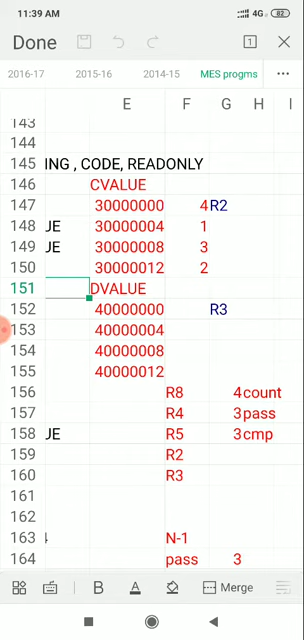 11:39 AM 4G 82
Done 1
2016-17 2015-16 2014-15 MES progms
E F G H I
143
144
145 ING , CODE, READONLY
146 CVALUE
147 30000000 4 R2
148 UE 30000004 1
149 UE 30000008 3
150 30000012 2
151 DVALUE
152 40000000 R3
153 40000004
154 40000008
155 40000012
156 R8 4 count
157 R4 3 pass
158 UE R5 3 cmp
159 R2
160 R3
161
162
163 N-1
164 pass 3
B A Merge